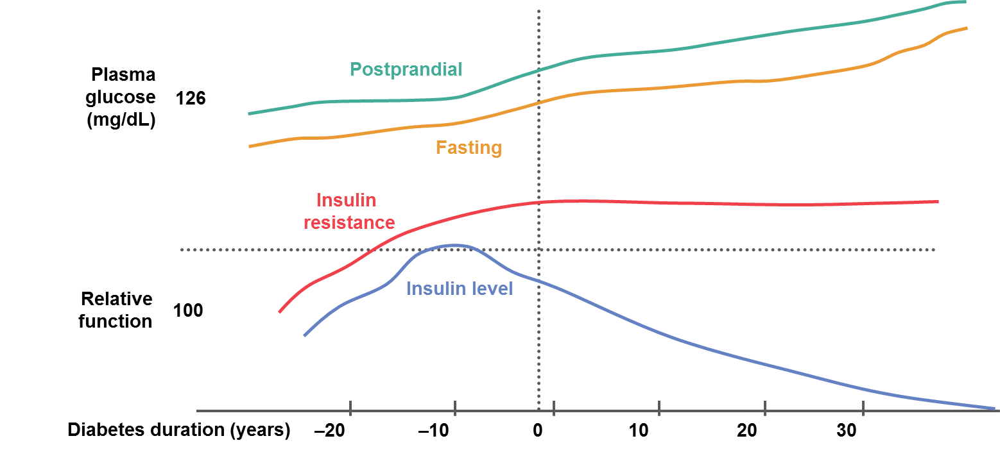 Postprandial
Plasma
glucose
(mg/dL)
126
Fasting
Insulin
resistance
Insulin level
Relative
function
100
Diabetes duration (years) –20 –10 0 10 20 30